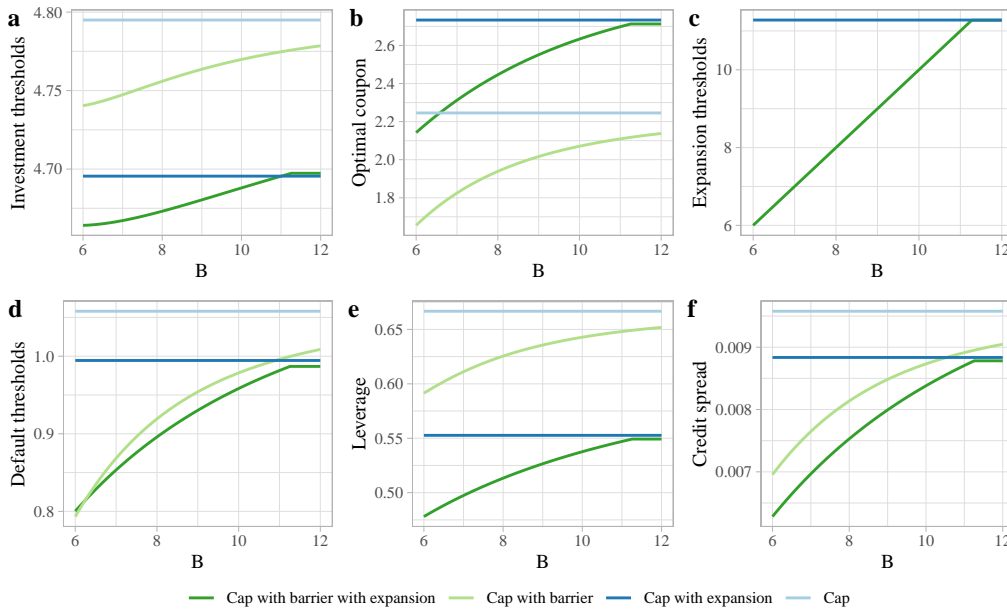 a
4.80
4.75
4.70
Investment thresholds
6
8
10
12
B
b
2.6
2.4
2.2
2.0
1.8
Optimal coupon
6
8
10
12
B
c
10
8
6
Expansion thresholds
6
8
10
12
B
d
1.0
0.9
0.8
Default thresholds
6
8
10
12
B
e
0.65
0.60
0.55
0.50
Leverage
6
8
10
12
B
f
0.009
0.008
0.007
Credit spread
6
8
10
12
B
Cap with barrier with expansion Cap with barrier Cap with expansion Cap